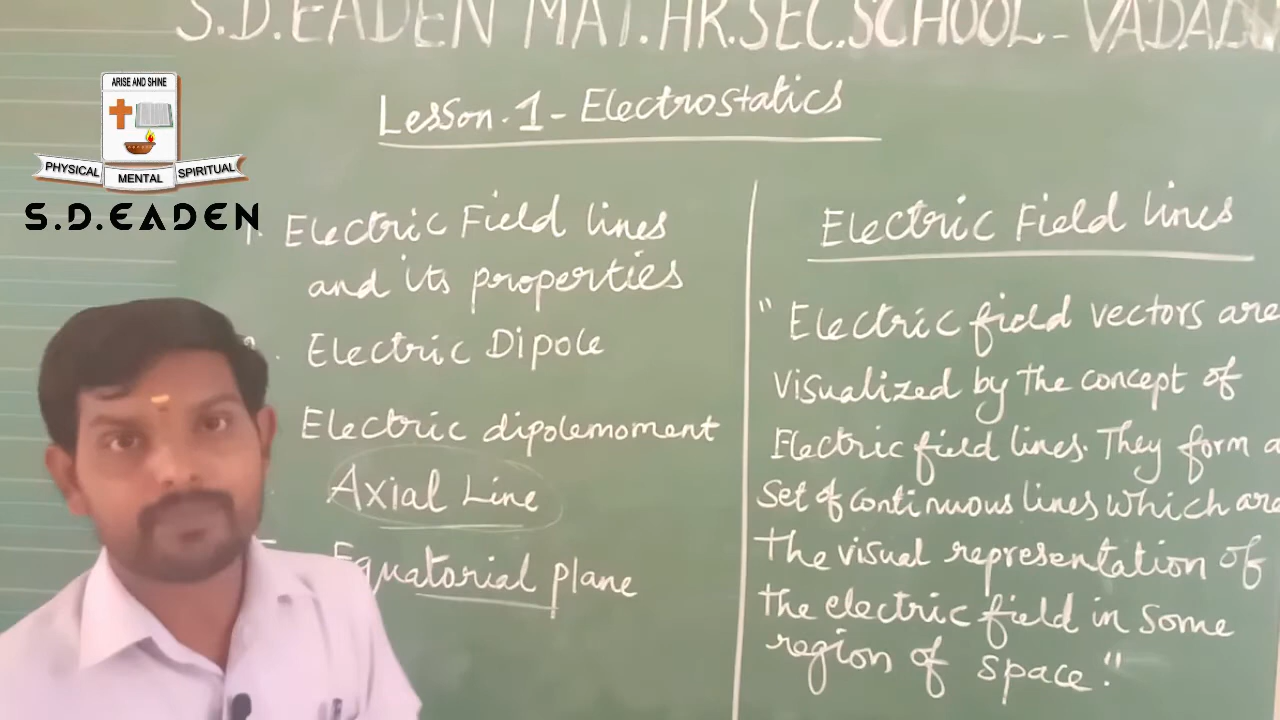 S.D.EADEN MAT.HR.SEC.SCHOOL - VADAL
ARISE AND SHINE
PHYSICAL MENTAL SPIRITUAL
S.D.EADEN
Lesson.1 - Electrostatics
1. Electric Field lines
and its properties
Electric Dipole
Electric dipolemoment
Axial Line
Equatorial plane
Electric Field lines
"Electric field vectors are
visualized by the concept of
Electric field lines. They form a
set of continuous lines which are
the visual representation of
the electric field in some
region of space."